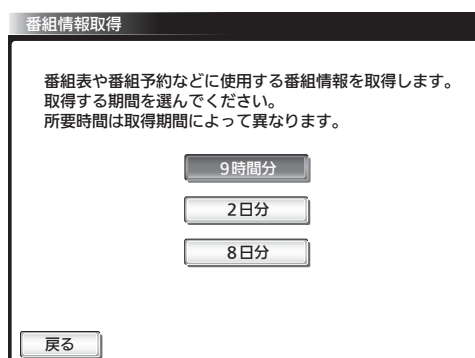 番組情報取得
番組表や番組予約などに使用する番組情報を取得します。
取得する期間を選んでください。
所要時間は取得期間によって異なります。
9時間分
2日分
8日分
戻る